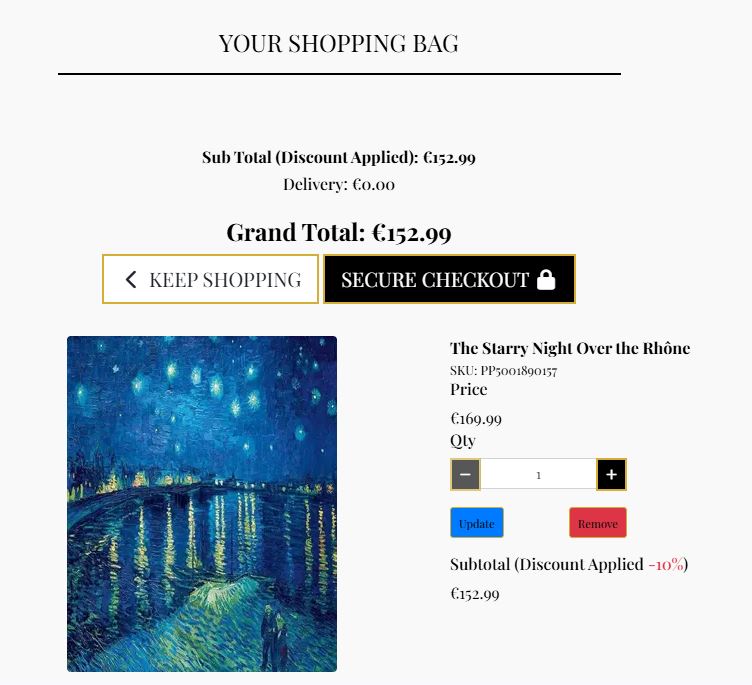 YOUR SHOPPING BAG
Sub Total (Discount Applied): €152.99
Delivery: €0.00
Grand Total: €152.99
KEEP SHOPPING
SECURE CHECKOUT
The Starry Night Over the Rhône
SKU: PP5001890157
Price
€169.99
Qty
− 1 +
Update Remove
Subtotal (Discount Applied -10%)
€152.99